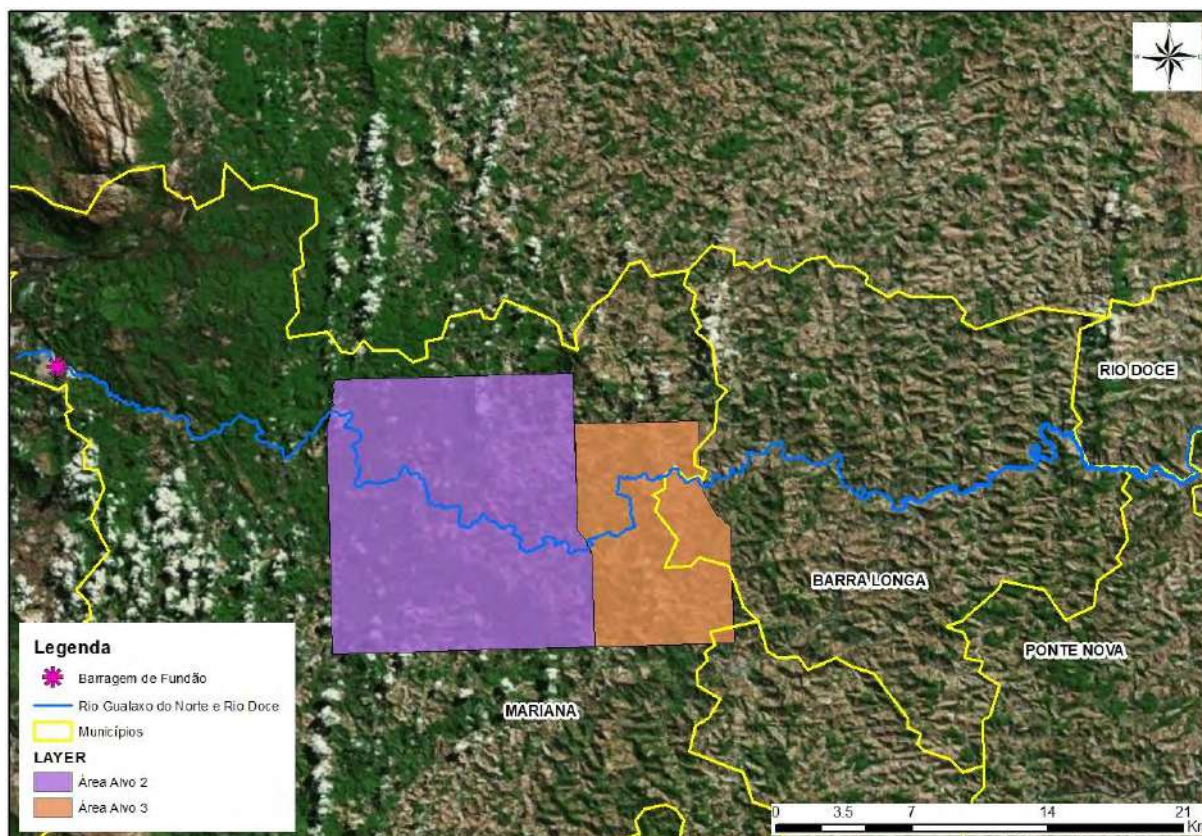 RIO DOCE
BARRA LONGA
PONTE NOVA
MARIANA
Legenda
Barragem de Fundão
Rio Gualaxo do Norte e Rio Doce
Municípios
LAYER
Área Alvo 2
Área Alvo 3
0 3.5 7 14 21
Km